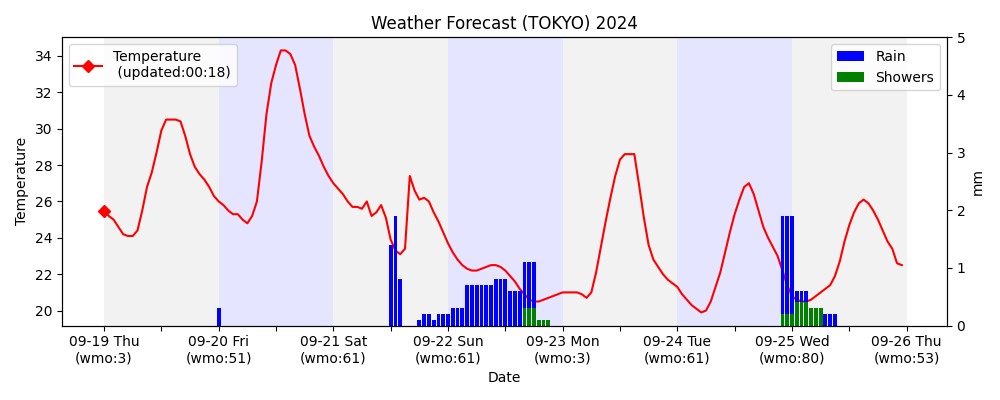 Weather Forecast (TOKYO) 2024
Temperature
(updated:00:18)
Rain
Showers
34
32
30
28
26
24
22
20
Temperature
5
4
3
2
1
0
mm
09-19 Thu
(wmo:3)
09-20 Fri
(wmo:51)
09-21 Sat
(wmo:61)
09-22 Sun
(wmo:61)
09-23 Mon
(wmo:3)
09-24 Tue
(wmo:61)
09-25 Wed
(wmo:80)
09-26 Thu
(wmo:53)
Date